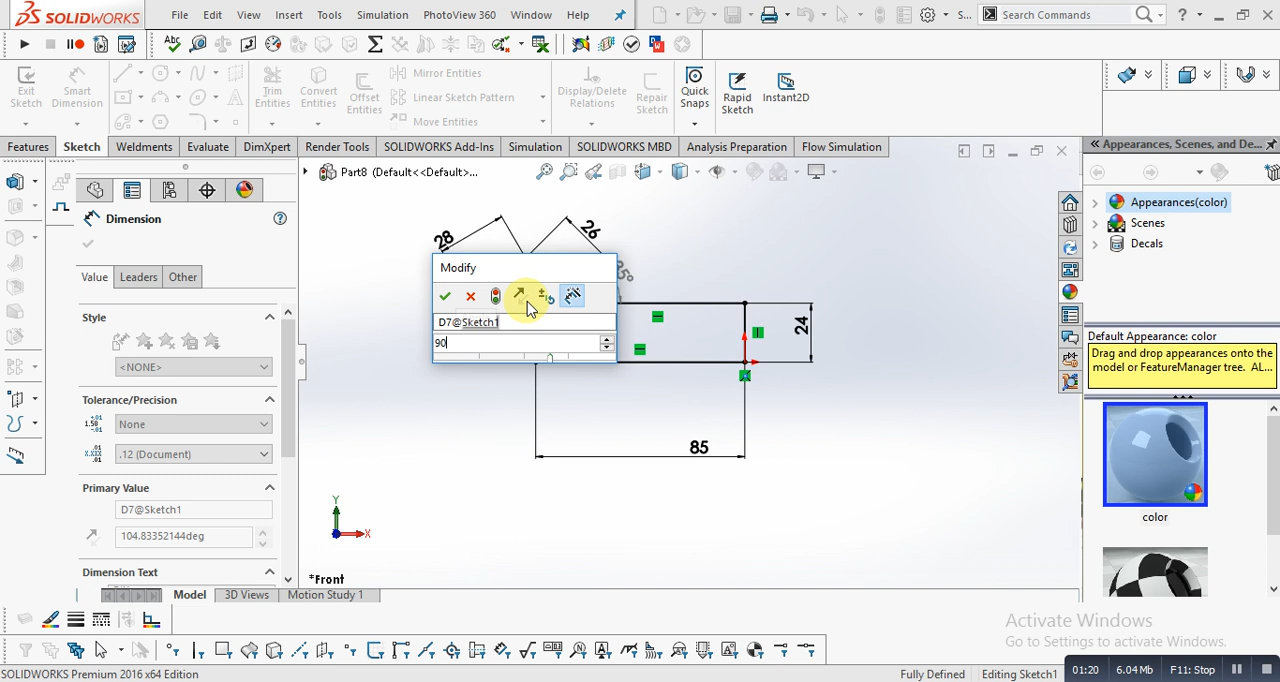 SOLIDWORKS File Edit View Insert Tools Simulation PhotoView 360 Window Help S... Search Commands ?
Exit Sketch
Smart Dimension
Trim Entities
Convert Entities
Offset Entities
Mirror Entities
Linear Sketch Pattern
Move Entities
Display/Delete Relations
Repair Sketch
Quick Snaps
Rapid Sketch
Instant2D
Features Sketch Weldments Evaluate DimXpert Render Tools SOLIDWORKS Add-Ins Simulation SOLIDWORKS MBD Analysis Preparation Flow Simulation
Appearances, Scenes, and De...
Part8 (Default<<Default>...
Dimension
Value Leaders Other
Style
<NONE>
Tolerance/Precision
1.50 None
x.xxx .12 (Document)
Primary Value
D7@Sketch1
104.83352144deg
Dimension Text
28
26
Modify
D7@Sketch1
90
24
85
Y
X
*Front
Appearances(color)
Scenes
Decals
Default Appearance: color
Drag and drop appearances onto the
model or FeatureManager tree. AL...
color
Model 3D Views Motion Study 1
Activate Windows
Go to Settings to activate Windows.
SOLIDWORKS Premium 2016 x64 Edition
Fully Defined Editing Sketch1
01:20 6.04 Mb F11: Stop